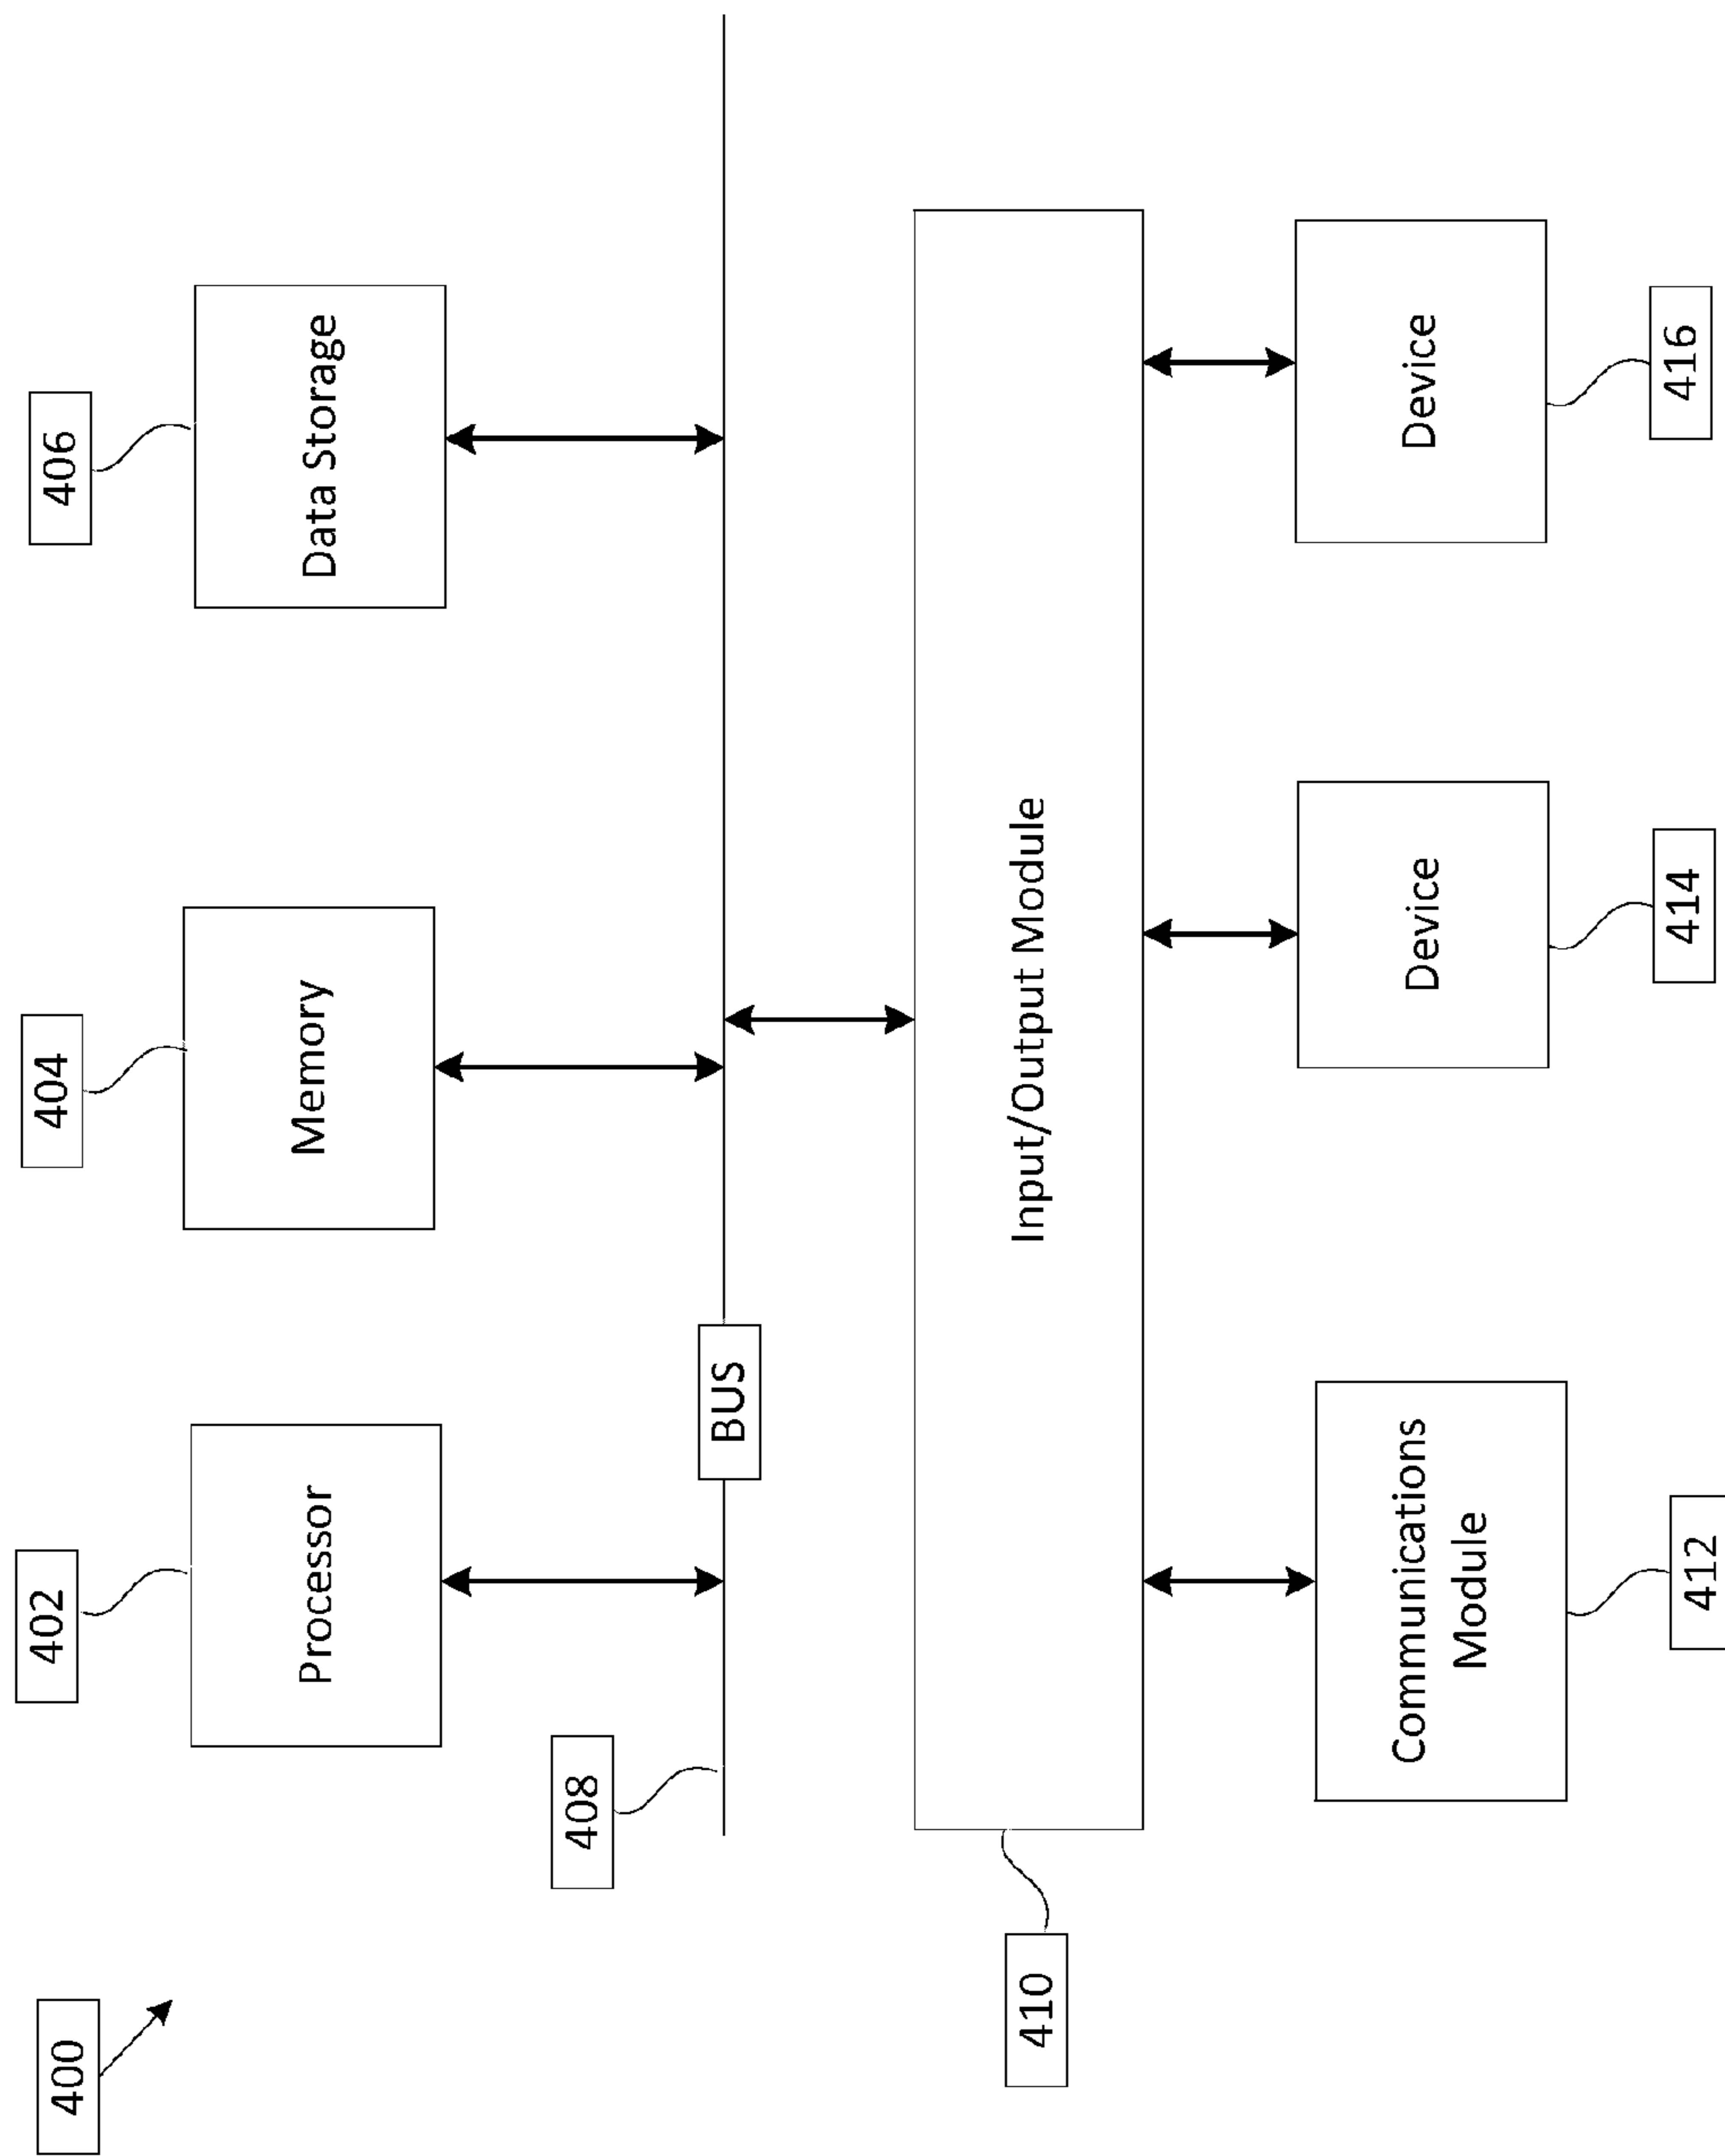 400
402
404
406
Processor
Memory
Data Storage
408
BUS
410
Input/Output Module
Communications
Module
Device
Device
412
414
416